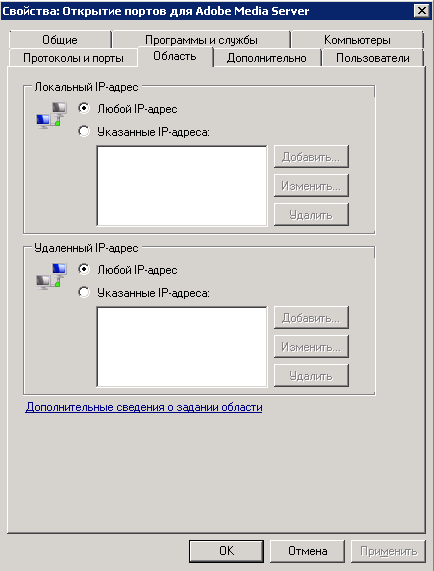 Свойства: Открытие портов для Adobe Media Server
Общие Программы и службы Компьютеры
Протоколы и порты Область Дополнительно Пользователи
Локальный IP-адрес
Любой IP-адрес
Указанные IP-адреса:
Добавить...
Изменить...
Удалить
Удаленный IP-адрес
Любой IP-адрес
Указанные IP-адреса:
Добавить...
Изменить...
Удалить
Дополнительные сведения о задании области
OK Отмена Применить